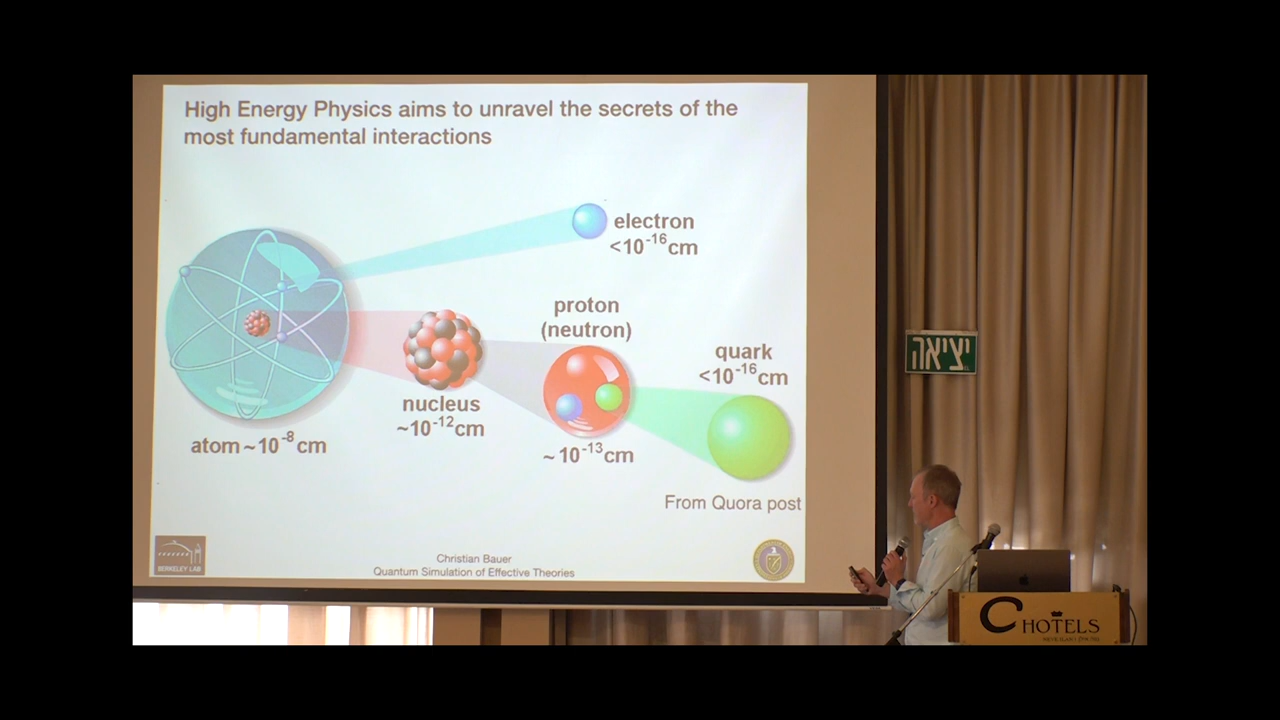 High Energy Physics aims to unravel the secrets of the
most fundamental interactions
electron
<10⁻¹⁶cm
proton
(neutron)
quark
<10⁻¹⁶cm
nucleus
~10⁻¹²cm
atom ~10⁻⁸cm
~10⁻¹³cm
From Quora post
BERKELEY LAB
Christian Bauer
Quantum Simulation of Effective Theories
יציאה
C HOTELS